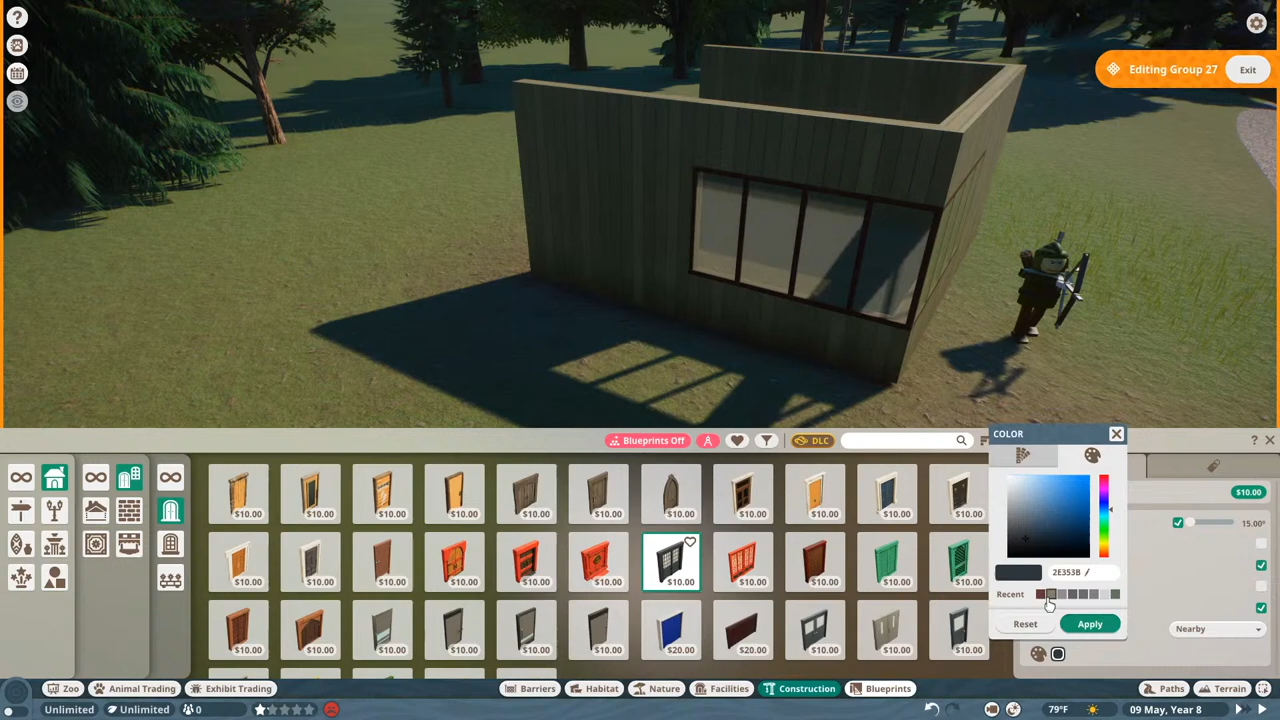 Editing Group 27 Exit
Blueprints Off DLC ? ×
COLOR
$10.00 $10.00 $10.00 $10.00 $10.00 $10.00 $10.00 $10.00 $10.00 $10.00 $10.00
$10.00
15.00°
$10.00 $10.00 $10.00 $10.00 $10.00 $10.00 $10.00 $10.00 $10.00 $10.00 $10.00
2E353B /
Recent
Reset Apply
Nearby
$10.00 $10.00 $10.00 $10.00 $10.00 $10.00 $20.00 $20.00 $10.00 $10.00 $10.00
Zoo Animal Trading Exhibit Trading Barriers Habitat Nature Facilities Construction Blueprints Paths Terrain
Unlimited Unlimited 0 79°F 09 May, Year 8